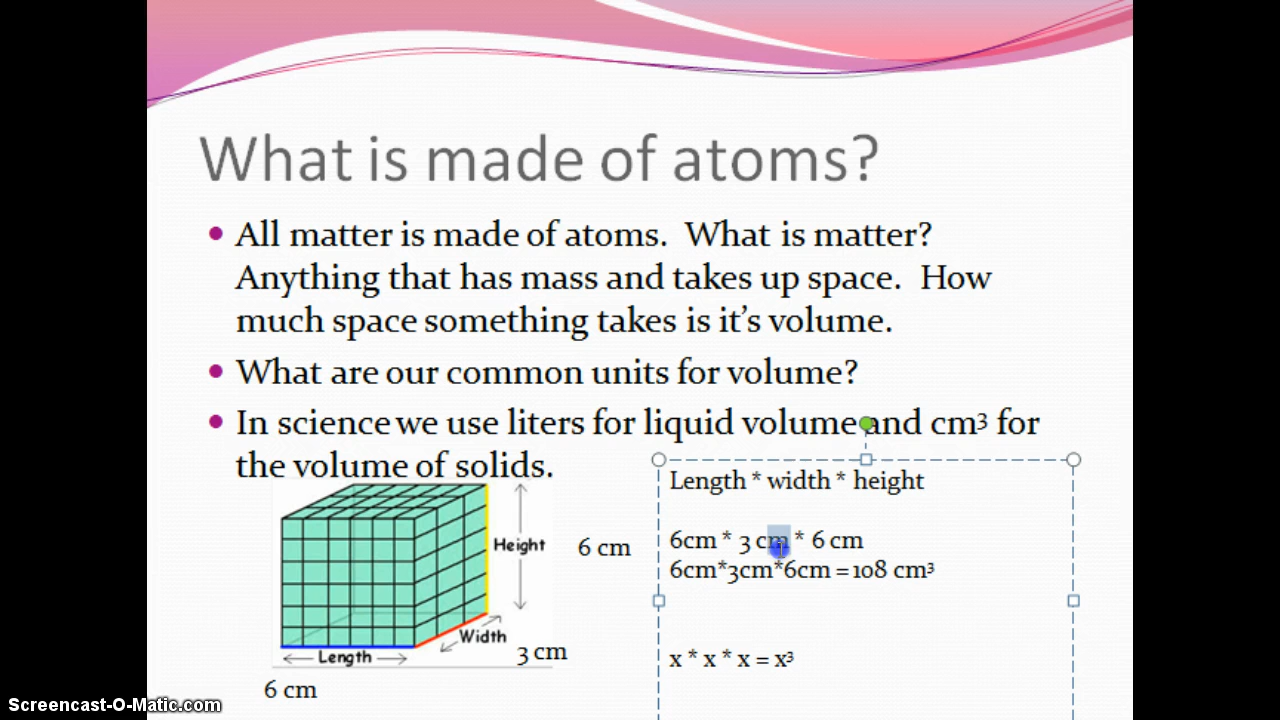 What is made of atoms?
All matter is made of atoms. What is matter?
Anything that has mass and takes up space. How
much space something takes is it's volume.
What are our common units for volume?
In science we use liters for liquid volume and cm³ for
the volume of solids.
Height
Width
Length
6 cm
3 cm
6 cm
Length * width * height
6cm * 3 cm * 6 cm
6cm*3cm*6cm = 108 cm³
x * x * x = x³
Screencast-O-Matic.com